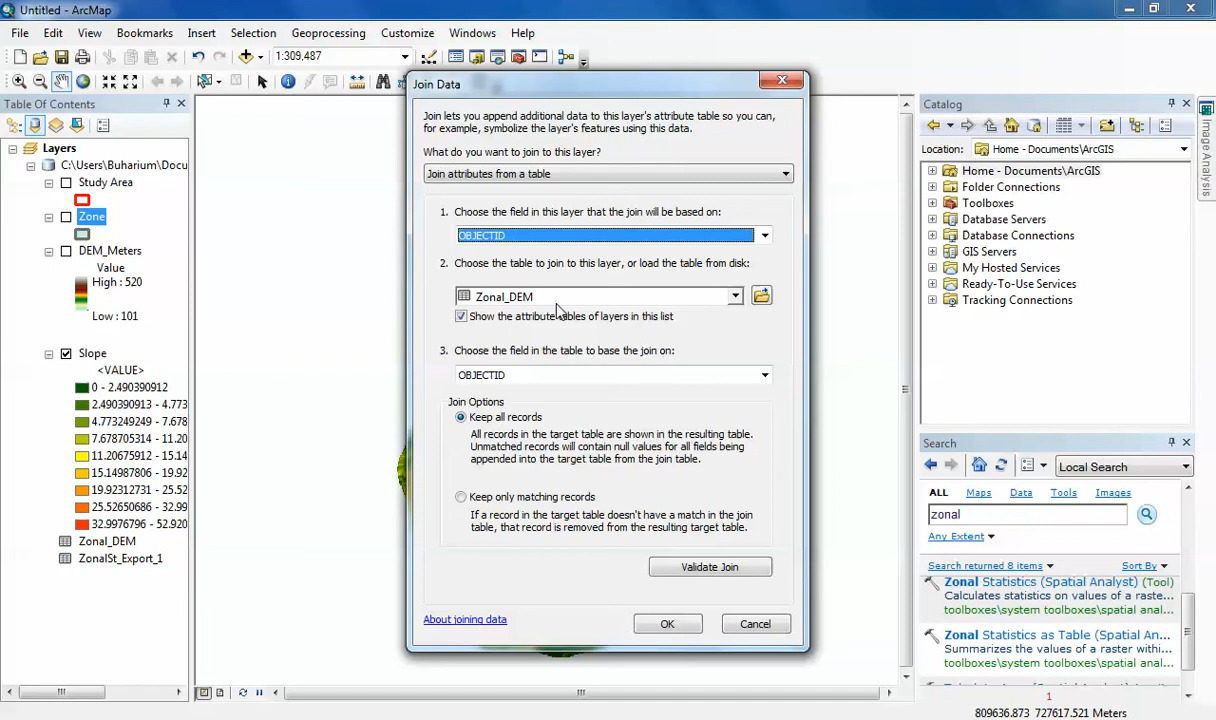 Untitled - ArcMap
File Edit View Bookmarks Insert Selection Geoprocessing Customize Windows Help
1:309,487
Table Of Contents
Layers
C:\Users\Buharium\Docu
Study Area
Zone
DEM_Meters
Value
High : 520
Low : 101
Slope
<VALUE>
0 - 2.490390912
2.490390913 - 4.773
4.773249249 - 7.678
7.678705314 - 11.20
11.20675912 - 15.14
15.14987806 - 19.92
19.92312731 - 25.52
25.52650686 - 32.99
32.9976796 - 52.920
Zonal_DEM
ZonalSt_Export_1
Join Data
Join lets you append additional data to this layer's attribute table so you can,
for example, symbolize the layer's features using this data.
What do you want to join to this layer?
Join attributes from a table
1. Choose the field in this layer that the join will be based on:
OBJECTID
2. Choose the table to join to this layer, or load the table from disk:
Zonal_DEM
Show the attribute tables of layers in this list
3. Choose the field in the table to base the join on:
OBJECTID
Join Options
Keep all records
All records in the target table are shown in the resulting table.
Unmatched records will contain null values for all fields being
appended into the target table from the join table.
Keep only matching records
If a record in the target table doesn't have a match in the join
table, that record is removed from the resulting target table.
Validate Join
About joining data
OK
Cancel
Catalog
Location: Home - Documents\ArcGIS
Home - Documents\ArcGIS
Folder Connections
Toolboxes
Database Servers
Database Connections
GIS Servers
My Hosted Services
Ready-To-Use Services
Tracking Connections
Image Analysis
Search
Local Search
ALL Maps Data Tools Images
zonal
Any Extent
Search returned 8 items
Sort By
Zonal Statistics (Spatial Analyst) (Tool)
Calculates statistics on values of a raste...
toolboxes\system toolboxes\spatial anal...
Zonal Statistics as Table (Spatial An...
Summarizes the values of a raster withi...
toolboxes\system toolboxes\spatial anal...
1
809636.873 727617.521 Meters